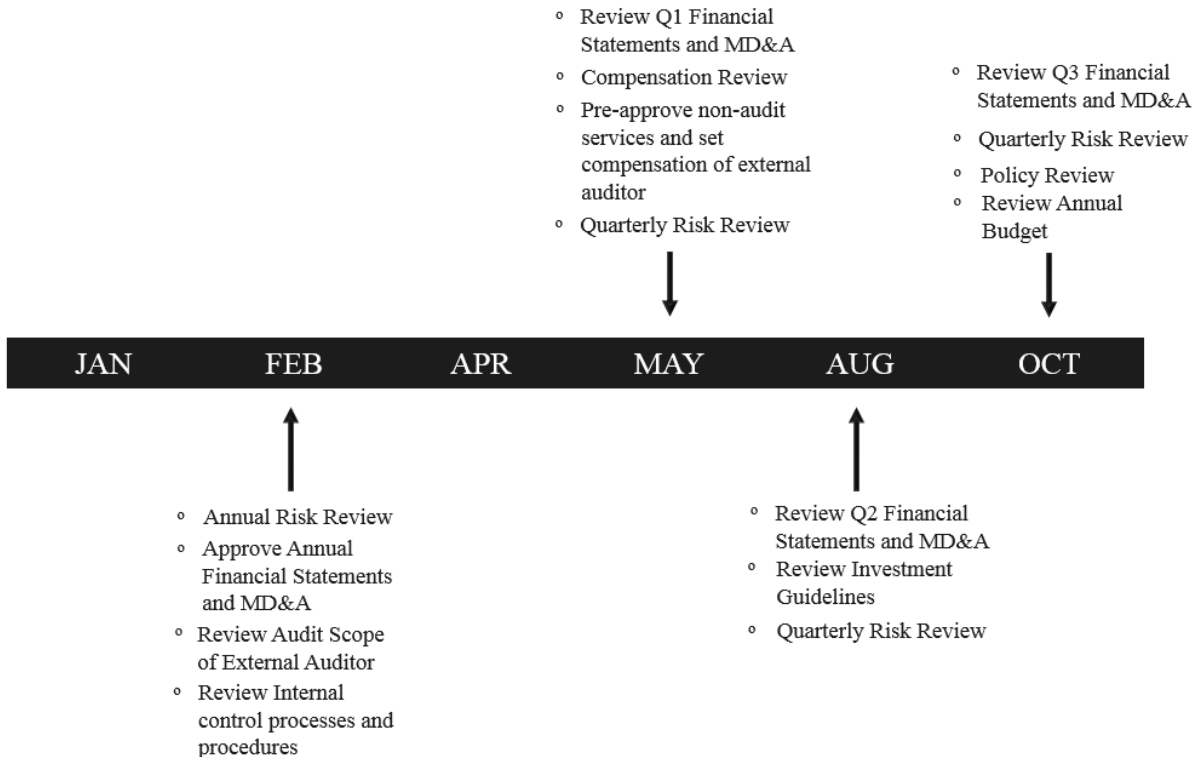 ° Review Q1 Financial
Statements and MD&A
° Compensation Review
° Pre-approve non-audit
services and set
compensation of external
auditor
° Quarterly Risk Review
° Review Q3 Financial
Statements and MD&A
° Quarterly Risk Review
° Policy Review
° Review Annual
Budget
JAN FEB APR MAY AUG OCT
° Annual Risk Review
° Approve Annual
Financial Statements
and MD&A
° Review Audit Scope
of External Auditor
° Review Internal
control processes and
procedures
° Review Q2 Financial
Statements and MD&A
° Review Investment
Guidelines
° Quarterly Risk Review